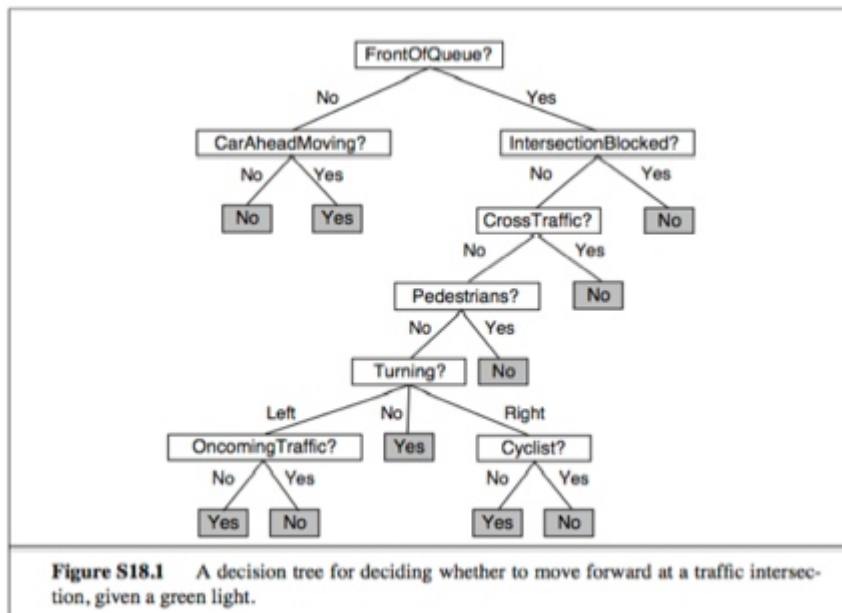 FrontOfQueue?
No
Yes
CarAheadMoving?
IntersectionBlocked?
No
Yes
No
Yes
No
Yes
CrossTraffic?
No
No
Yes
Pedestrians?
No
No
Yes
Turning?
No
Left
No
Right
OncomingTraffic?
Yes
Cyclist?
No
Yes
No
Yes
Yes
No
Yes
No
Figure S18.1 A decision tree for deciding whether to move forward at a traffic intersec-
tion, given a green light.